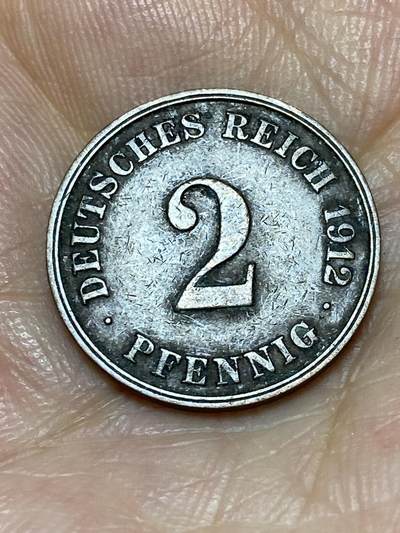 DEUTSCHES REICH 1912
2
· PFENNIG ·